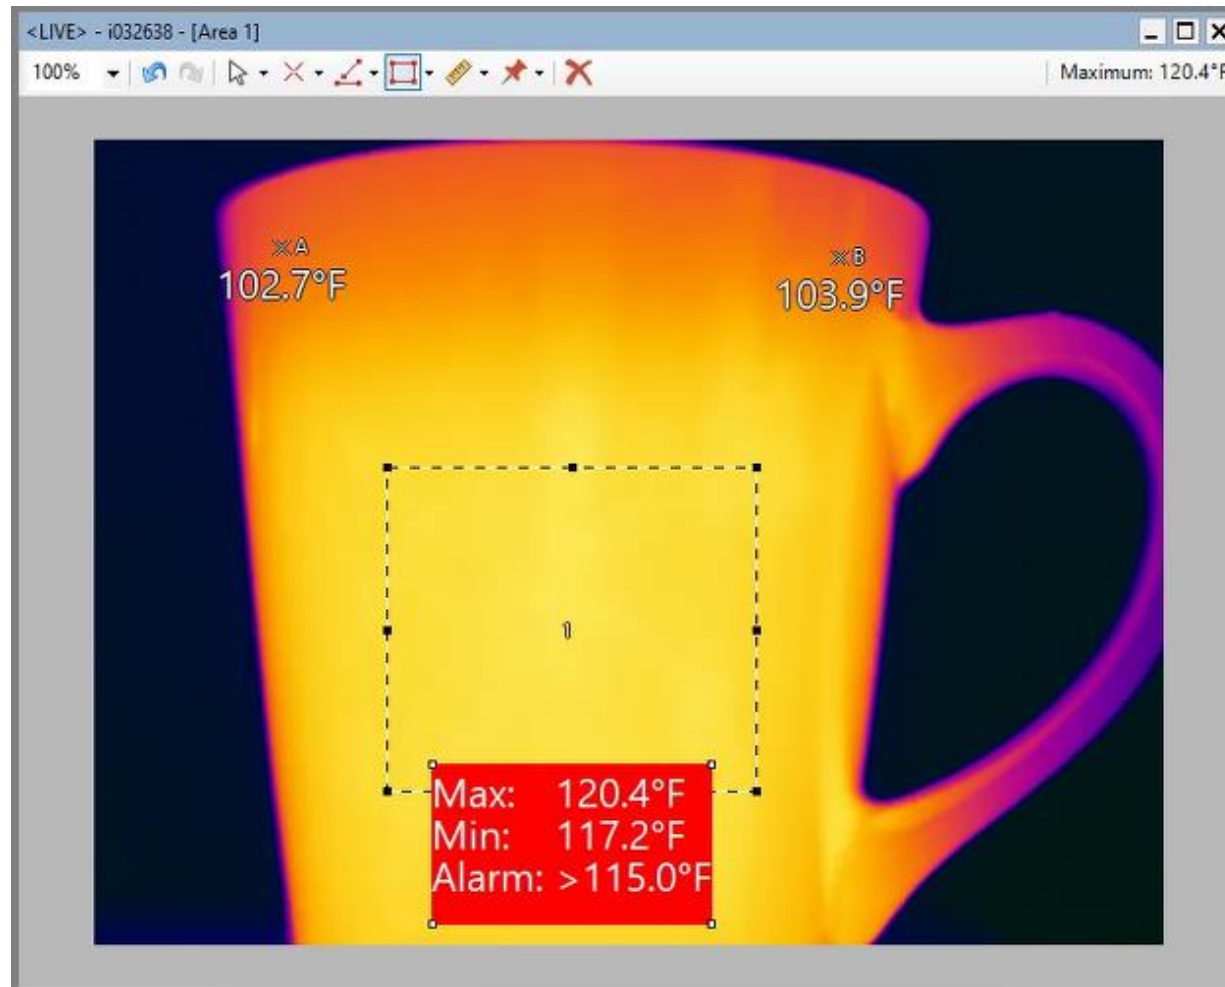 <LIVE> - i032638 - [Area 1]
100%
Maximum: 120.4°F
A
102.7°F
B
103.9°F
1
Max: 120.4°F
Min: 117.2°F
Alarm: >115.0°F